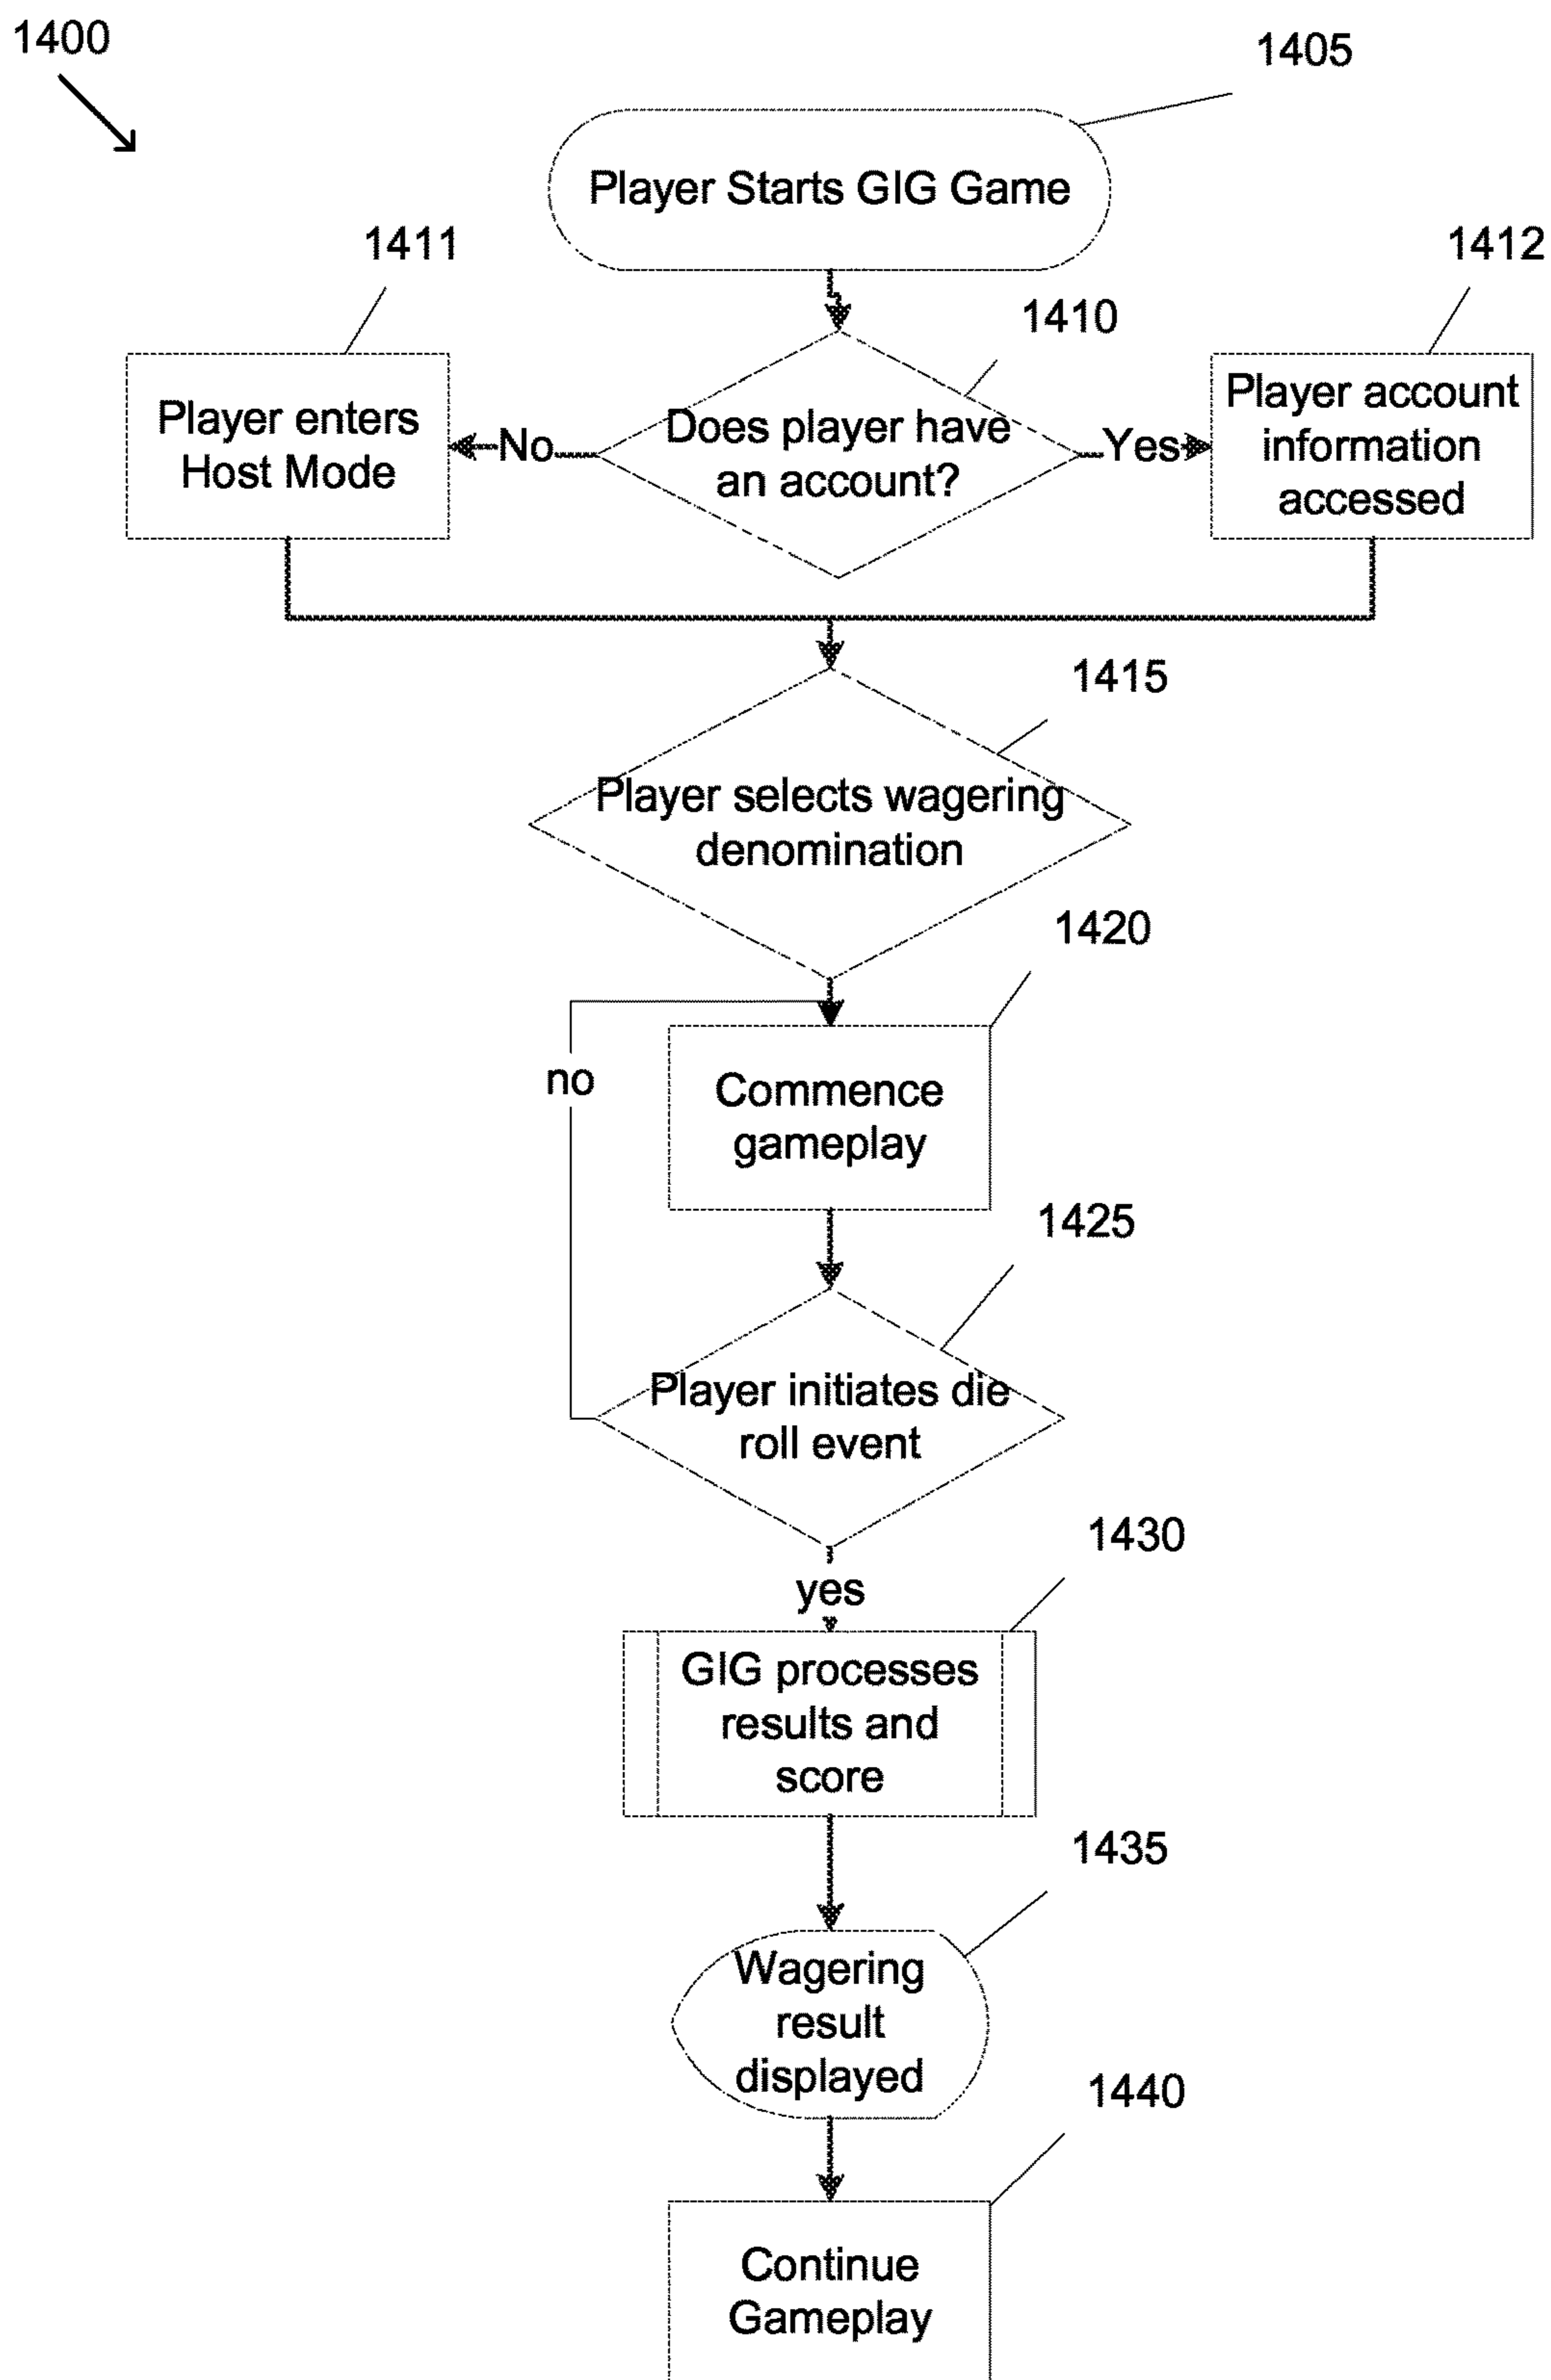 1400
1405
Player Starts GIG Game
1411
1412
1410
Player enters
Host Mode
No
Does player have
an account?
Yes
Player account
information
accessed
1415
Player selects wagering
denomination
1420
no
Commence
gameplay
1425
Player initiates die
roll event
1430
yes
GIG processes
results and
score
1435
Wagering
result
displayed
1440
Continue
Gameplay